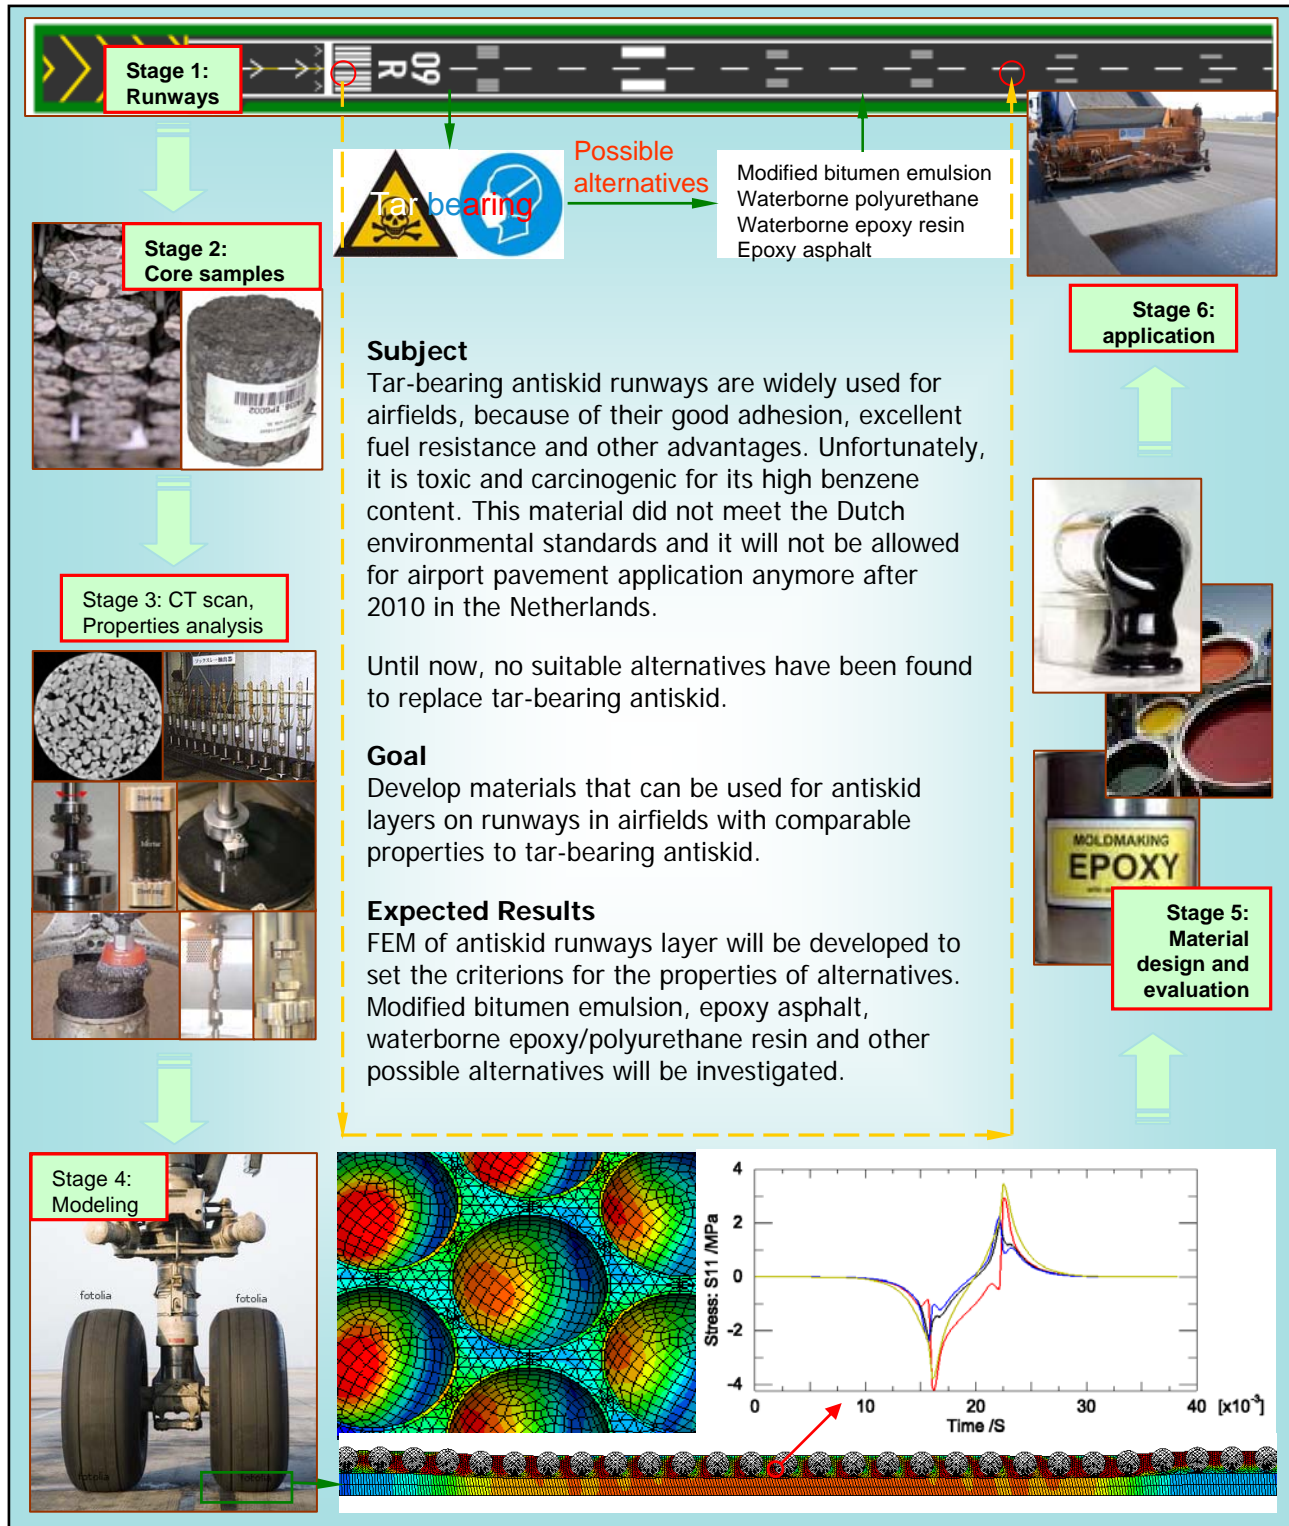 Stage 1:
Runways
09
R
Tar bearing
Possible
alternatives
Modified bitumen emulsion
Waterborne polyurethane
Waterborne epoxy resin
Epoxy asphalt
Stage 2:
Core samples
Stage 6:
application
Subject
Tar-bearing antiskid runways are widely used for
airfields, because of their good adhesion, excellent
fuel resistance and other advantages. Unfortunately,
it is toxic and carcinogenic for its high benzene
content. This material did not meet the Dutch
environmental standards and it will not be allowed
for airport pavement application anymore after
2010 in the Netherlands.
Until now, no suitable alternatives have been found
to replace tar-bearing antiskid.
Goal
Develop materials that can be used for antiskid
layers on runways in airfields with comparable
properties to tar-bearing antiskid.
Expected Results
FEM of antiskid runways layer will be developed to
set the criterions for the properties of alternatives.
Modified bitumen emulsion, epoxy asphalt,
waterborne epoxy/polyurethane resin and other
possible alternatives will be investigated.
Stage 3: CT scan,
Properties analysis
Steel ring
Mortar
Steel ring
MOLDMAKING
EPOXY
Stage 5:
Material
design and
evaluation
Stage 4:
Modeling
fotolia
fotolia
fotolia
fotolia
Stress: S11 /MPa
4
2
0
-2
-4
0 10 20 30 40 [x10⁻³]
Time /S